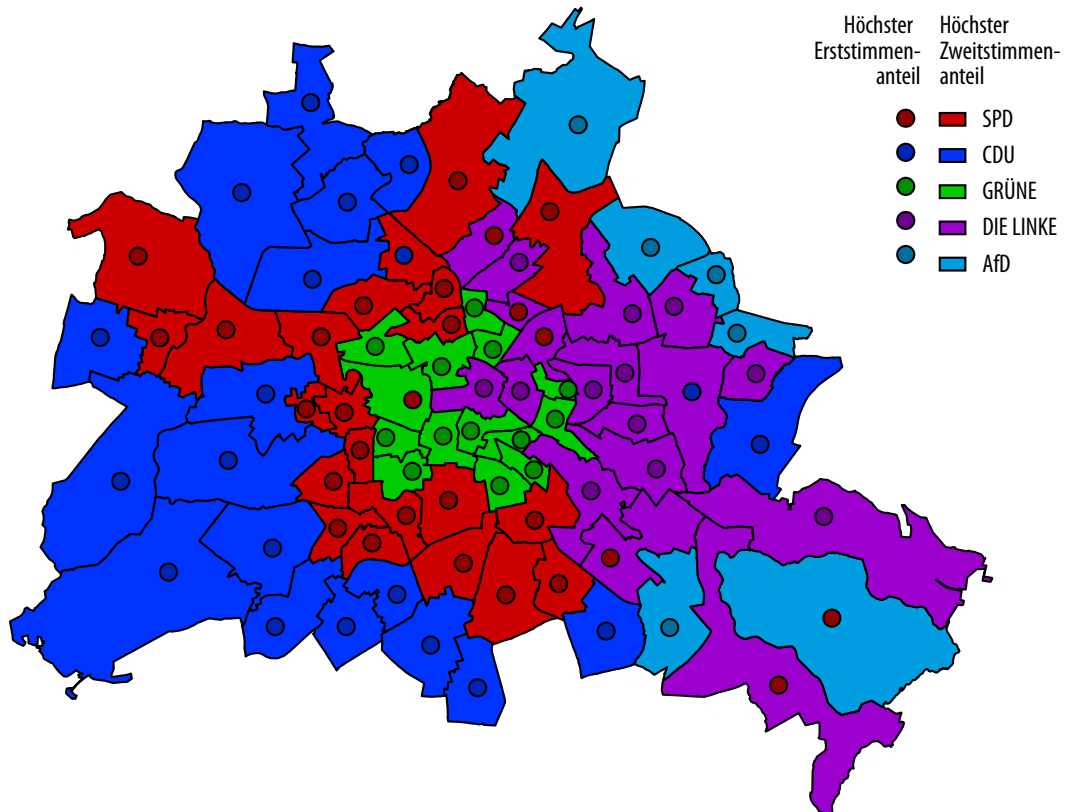 Höchster
Erststimmen-
anteil
Höchster
Zweitstimmen-
anteil
SPD
CDU
GRÜNE
DIE LINKE
AfD